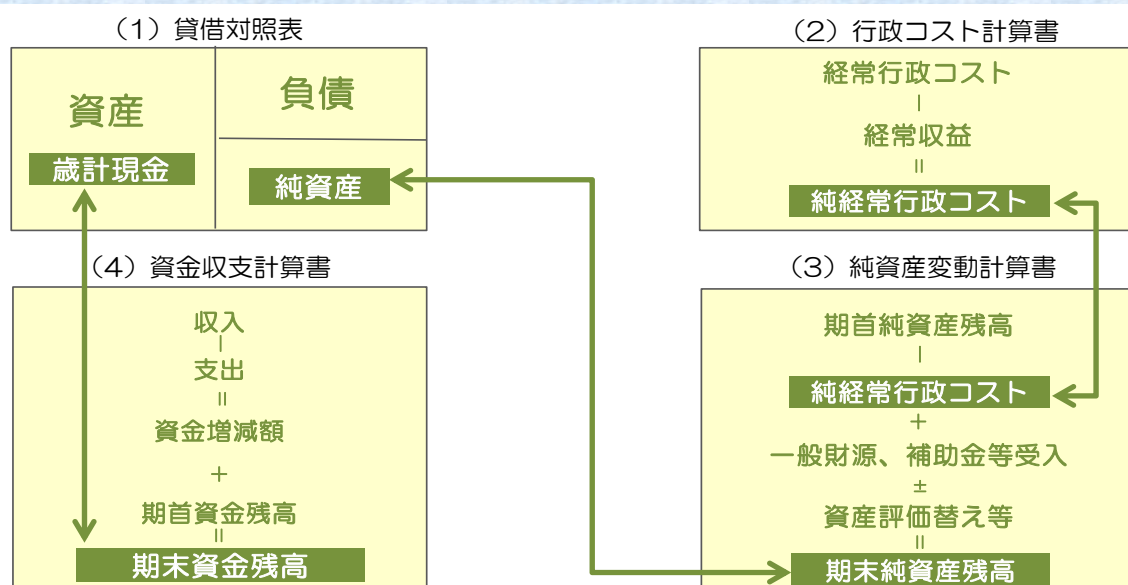 (1)貸借対照表
資産
歳計現金
負債
純資産
(2)行政コスト計算書
経常行政コスト
-
経常収益
=
純経常行政コスト
(4)資金収支計算書
収入
-
支出
=
資金増減額
+
期首資金残高
=
期末資金残高
(3)純資産変動計算書
期首純資産残高
-
純経常行政コスト
+
一般財源、補助金等受入
±
資産評価替え等
=
期末純資産残高